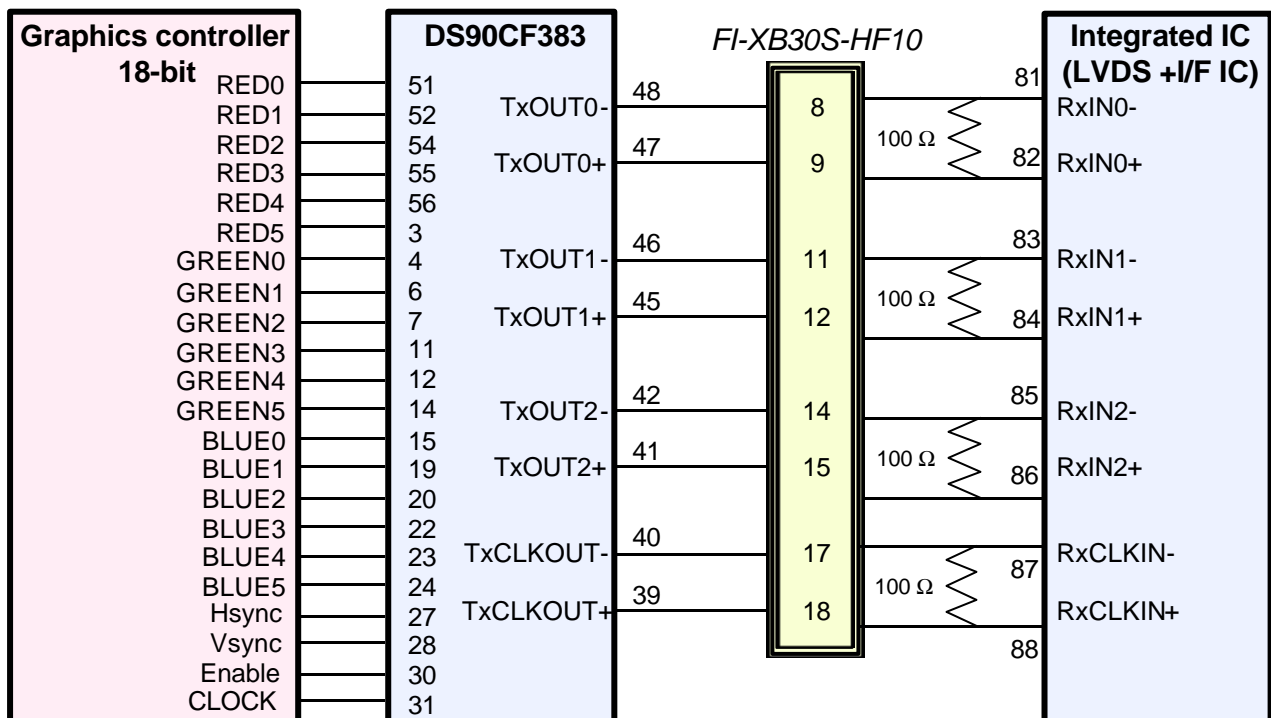 Graphics controller
18-bit
RED0
RED1
RED2
RED3
RED4
RED5
GREEN0
GREEN1
GREEN2
GREEN3
GREEN4
GREEN5
BLUE0
BLUE1
BLUE2
BLUE3
BLUE4
BLUE5
Hsync
Vsync
Enable
CLOCK
DS90CF383
51
52
54
55
56
3
4
6
7
11
12
14
15
19
20
22
23
24
27
28
30
31
TxOUT0-
TxOUT0+
TxOUT1-
TxOUT1+
TxOUT2-
TxOUT2+
TxCLKOUT-
TxCLKOUT+
48
47
46
45
42
41
40
39
FI-XB30S-HF10
8
9
11
12
14
15
17
18
100 Ω
100 Ω
100 Ω
100 Ω
81
82
83
84
85
86
87
88
Integrated IC
(LVDS +I/F IC)
RxIN0-
RxIN0+
RxIN1-
RxIN1+
RxIN2-
RxIN2+
RxCLKIN-
RxCLKIN+